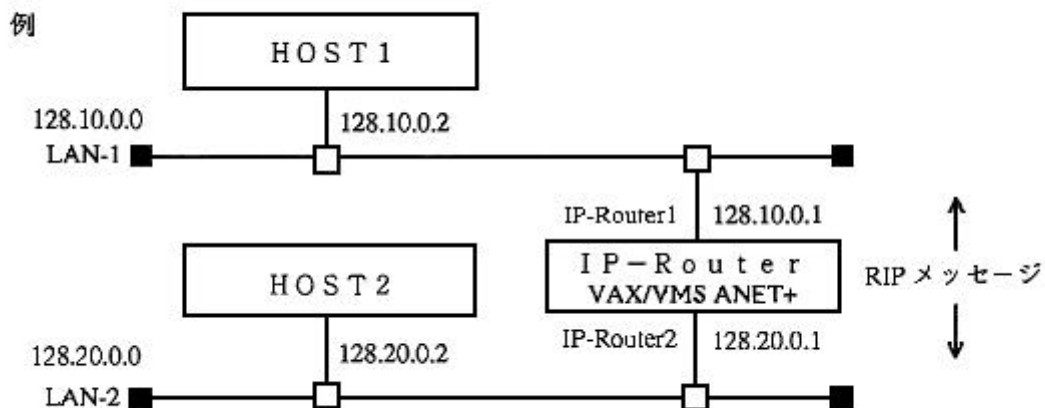 例
HOST1
128.10.0.0
128.10.0.2
LAN-1
IP-Router1
128.10.0.1
IP-Router
VAX/VMS ANET+
RIPメッセージ
HOST2
IP-Router2
128.20.0.1
128.20.0.0
128.20.0.2
LAN-2